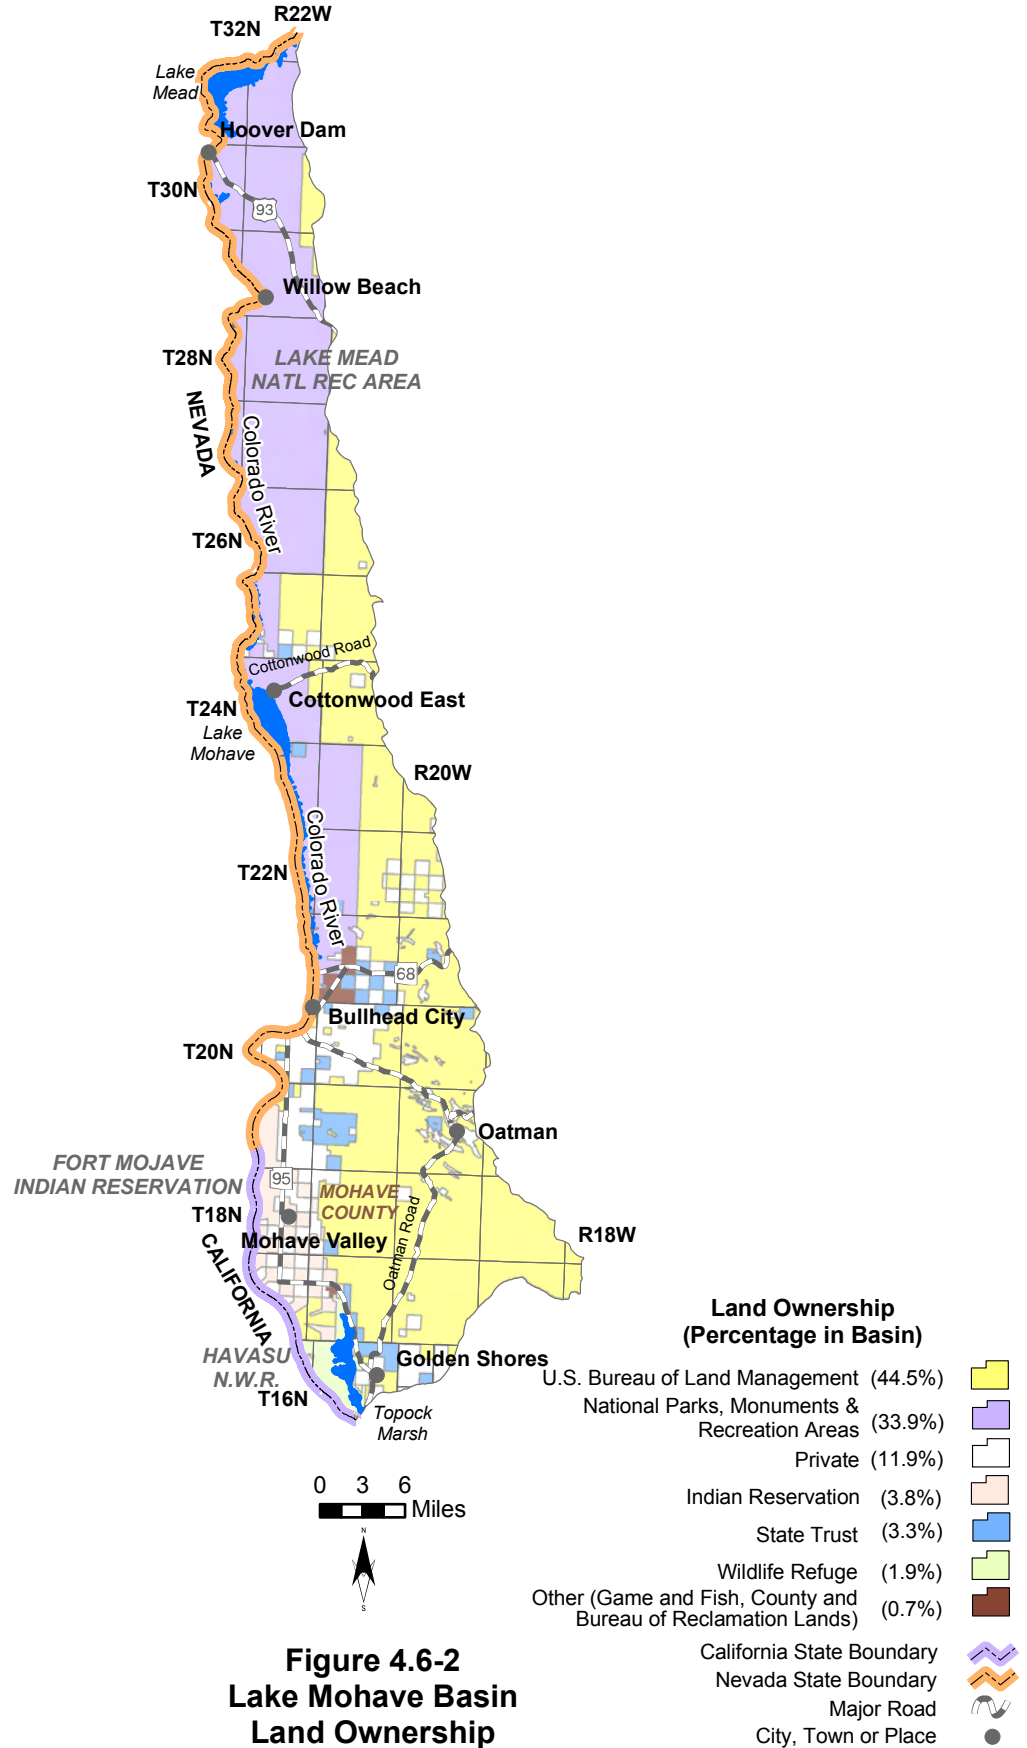 R22W
T32N
Lake
Mead
Hoover Dam
T30N
93
Willow Beach
T28N
LAKE MEAD
NATL REC AREA
NEVADA
Colorado River
T26N
Cottonwood Road
Cottonwood East
T24N
Lake
Mohave
R20W
Colorado River
T22N
68
Bullhead City
T20N
Oatman
FORT MOJAVE
INDIAN RESERVATION
95
MOHAVE
COUNTY
T18N
Oatman Road
R18W
Mohave Valley
CALIFORNIA
HAVASU
N.W.R.
Golden Shores
T16N
Topock
Marsh
0 3 6
Miles
N
S
Land Ownership
(Percentage in Basin)
U.S. Bureau of Land Management (44.5%)
National Parks, Monuments &
Recreation Areas (33.9%)
Private (11.9%)
Indian Reservation (3.8%)
State Trust (3.3%)
Wildlife Refuge (1.9%)
Other (Game and Fish, County and
Bureau of Reclamation Lands) (0.7%)
California State Boundary
Nevada State Boundary
Major Road
City, Town or Place
Figure 4.6-2
Lake Mohave Basin
Land Ownership